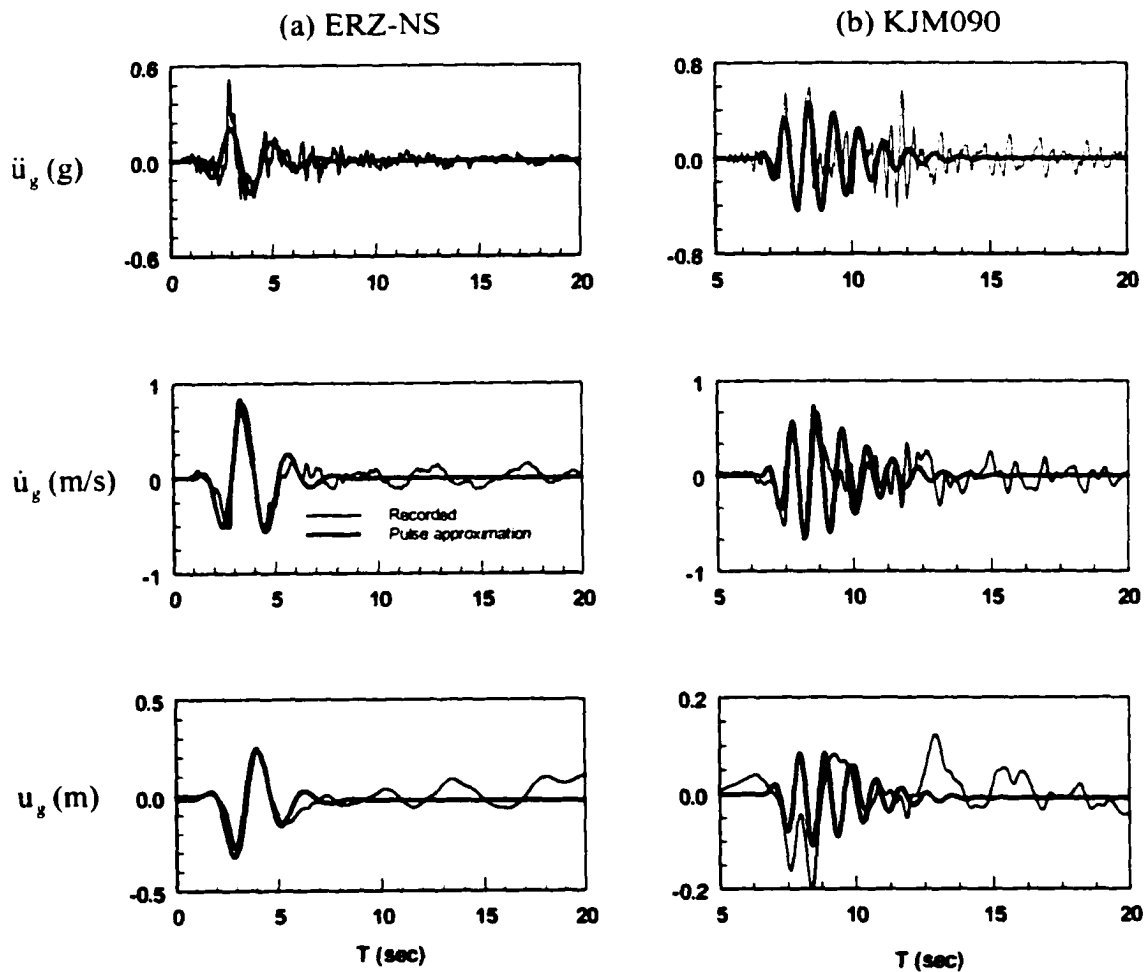 (a) ERZ-NS
(b) KJM090
ü_g (g)
0.6
0.0
-0.6
0 5 10 15 20
0.8
0.0
-0.8
5 10 15 20
u̇_g (m/s)
1
0
-1
0 5 10 15 20
Recorded
Pulse approximation
1
0
-1
5 10 15 20
u_g (m)
0.5
0.0
-0.5
0 5 10 15 20
T (sec)
0.2
0.0
-0.2
5 10 15 20
T (sec)